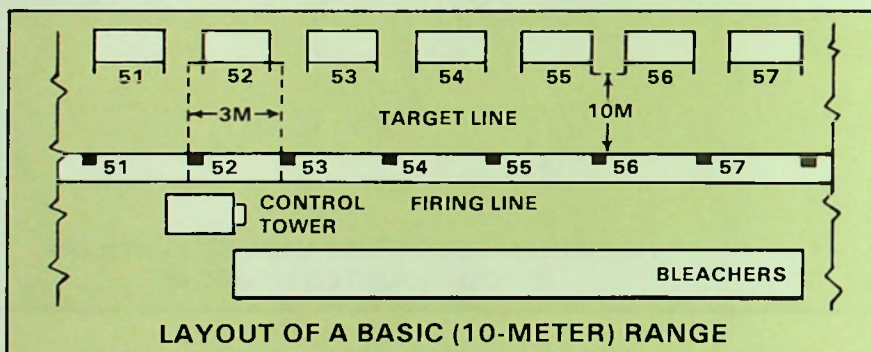 51 52 53 54 55 56 57
3M
10M
TARGET LINE
51 52 53 54 55 56 57
CONTROL
TOWER
FIRING LINE
BLEACHERS
LAYOUT OF A BASIC (10-METER) RANGE